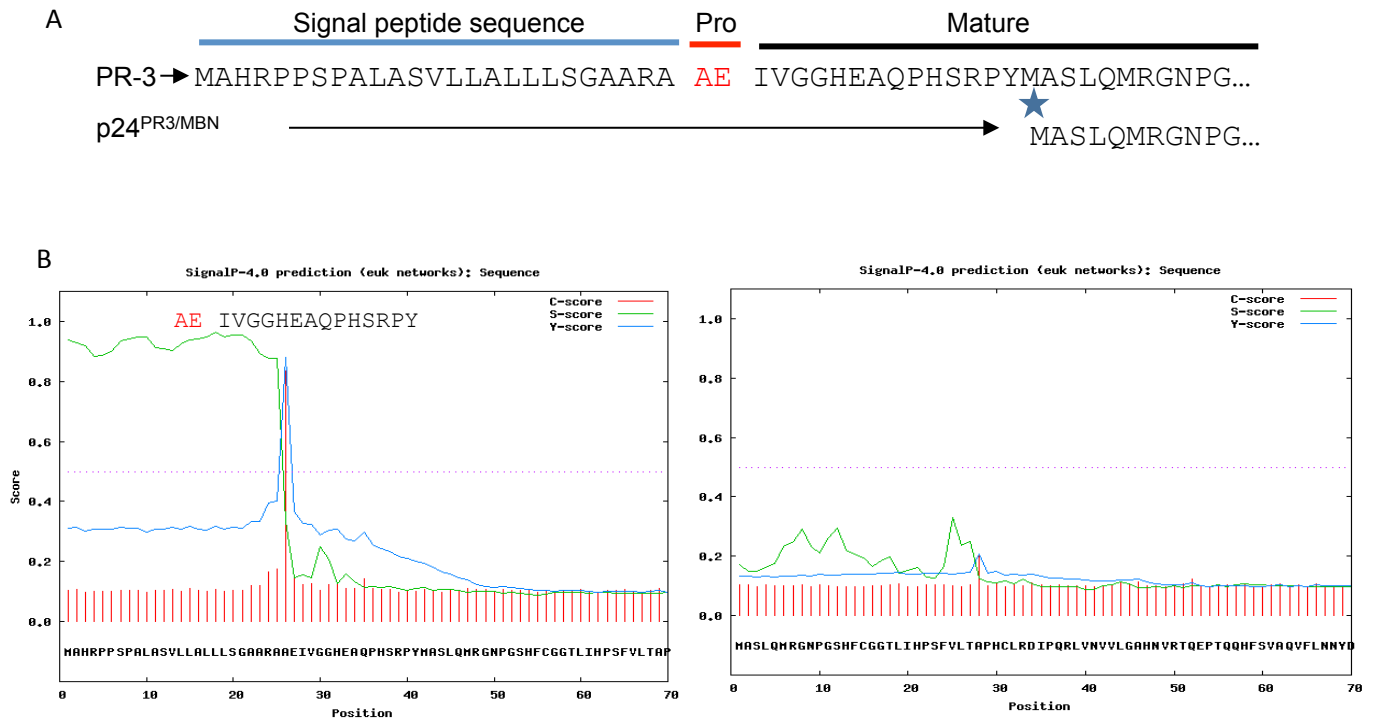 A
Signal peptide sequence Pro Mature
PR-3 MAHRPPSPALASVLLALLLSGAARA AE IVGGHEAQPHSRPYMASLQMRGNPG…
p24PR3/MBN MASLQMRGNPG…
B
SignalP-4.0 prediction (euk networks): Sequence
C-score
S-score
Y-score
AE IVGGHEAQPHSRPY
1.0
0.8
0.6
0.4
0.2
0.0
Score
MAHRPPSPALASVLLALLLSGAARAAEIVGGHEAQPHSRPYMASLQMRGNPGSHFCGGTLIHPSFVLTAP
0 10 20 30 40 50 60 70
Position
SignalP-4.0 prediction (euk networks): Sequence
C-score
S-score
Y-score
1.0
0.8
0.6
0.4
0.2
0.0
MASLQMRGNPGSHFCGGTLIHPSFVLTAPHCLRDIPQRLVNVVLGAHNVRTQEPTQQHFSVAQVFLNNYD
0 10 20 30 40 50 60 70
Position